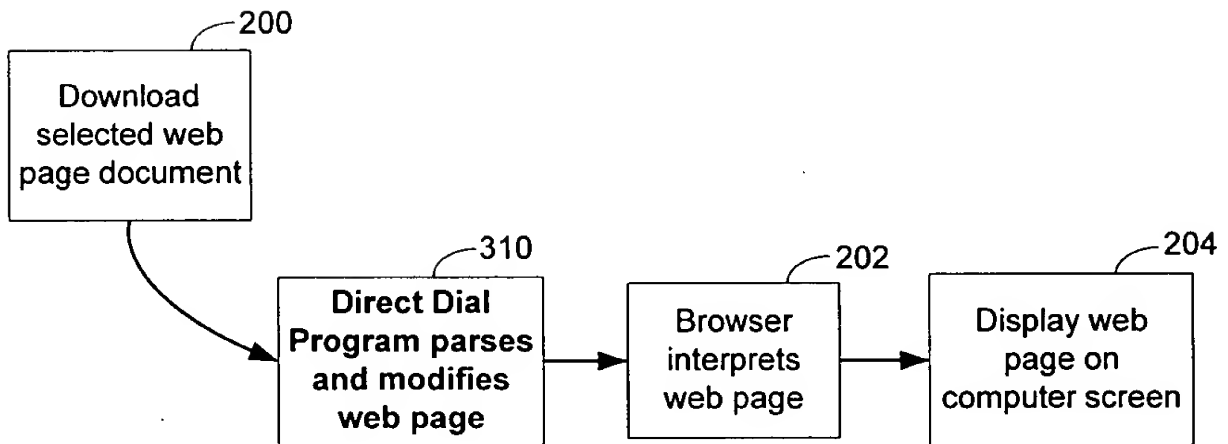 200
Download
selected web
page document
310
Direct Dial
Program parses
and modifies
web page
202
Browser
interprets
web page
204
Display web
page on
computer screen